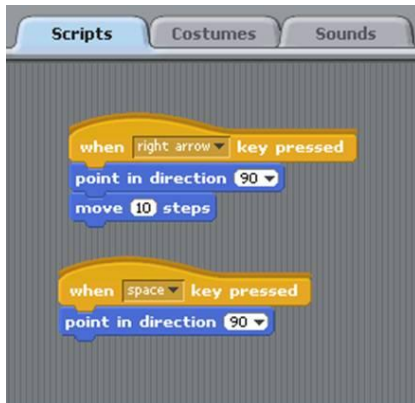 Scripts Costumes Sounds
when right arrow key pressed
point in direction 90
move 10 steps
when space key pressed
point in direction 90